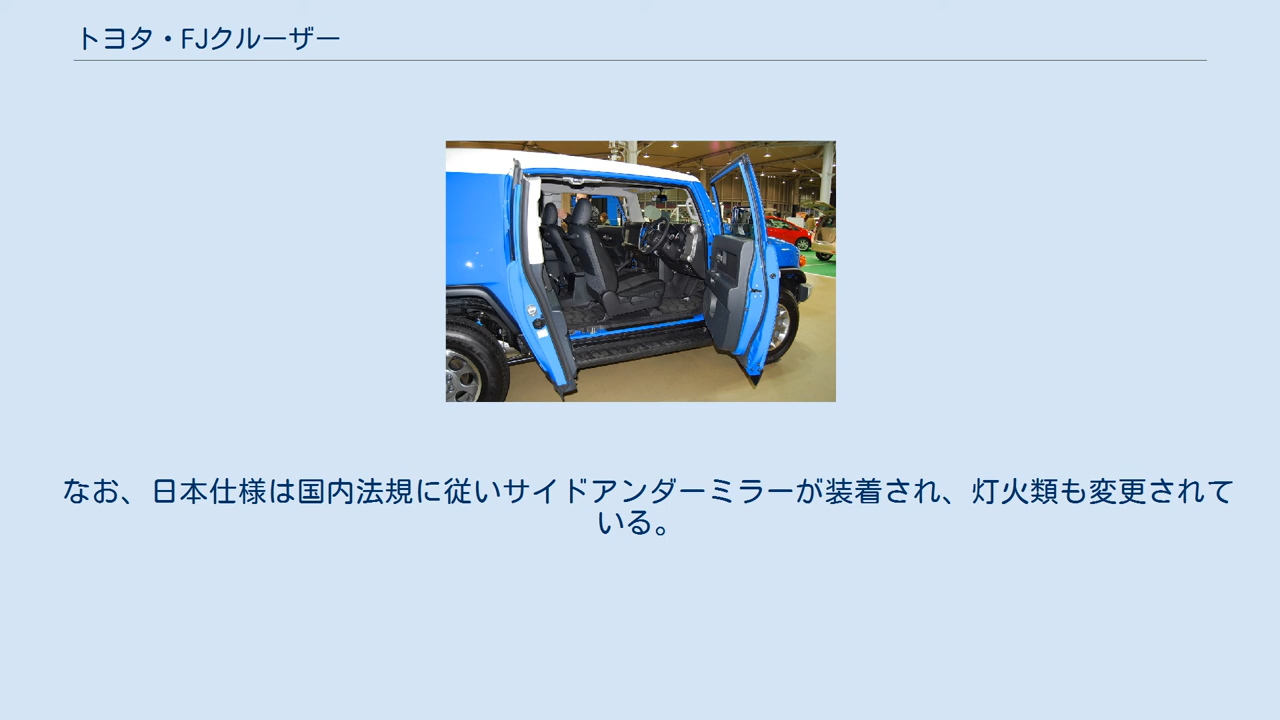 トヨタ・FJクルーザー
なお、日本仕様は国内法規に従いサイドアンダーミラーが装着され、灯火類も変更されて
いる。